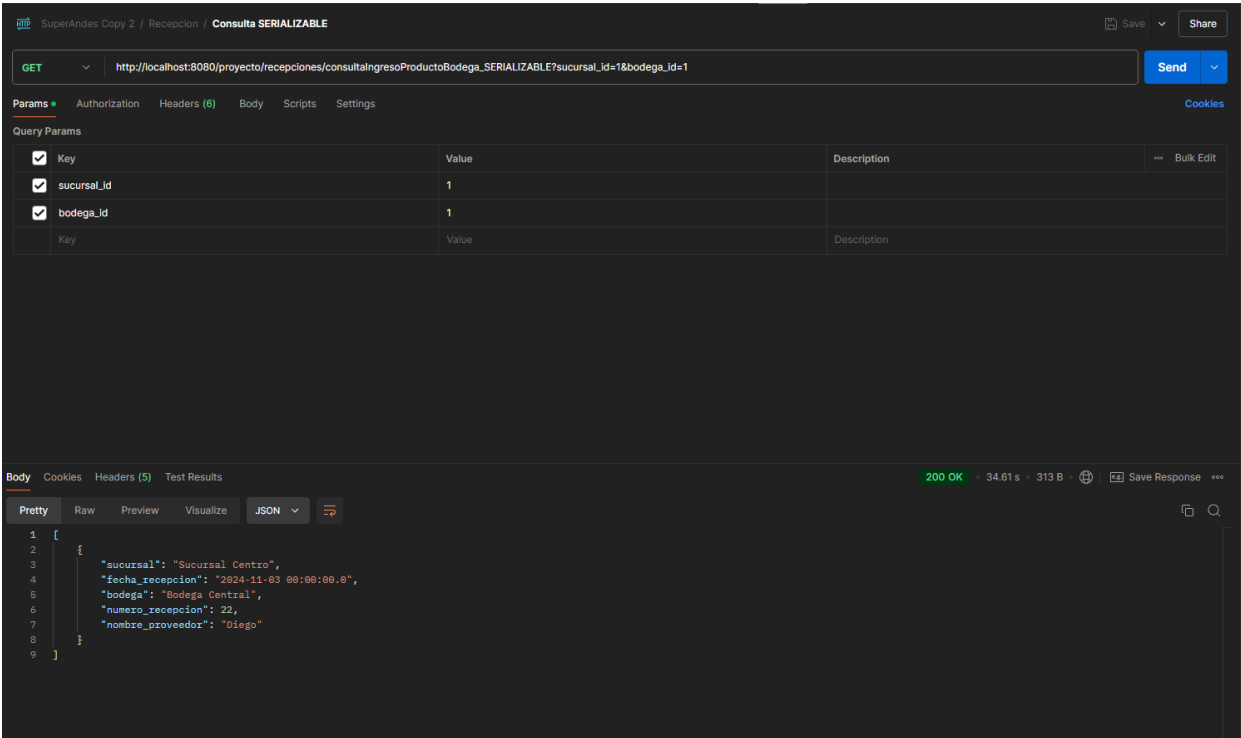 HTTP SuperAndes Copy 2 / Recepcion / Consulta SERIALIZABLE Save Share
GET http://localhost:8080/proyecto/recepciones/consultaIngresoProductoBodega_SERIALIZABLE?sucursal_id=1&bodega_id=1 Send
Params Authorization Headers (6) Body Scripts Settings Cookies
Query Params
Key Value Description Bulk Edit
sucursal_id 1
bodega_id 1
Key Value Description
Body Cookies Headers (5) Test Results 200 OK 34.61 s 313 B e.g. Save Response
Pretty Raw Preview Visualize JSON
1 [
2 {
3 "sucursal": "Sucursal Centro",
4 "fecha_recepcion": "2024-11-03 00:00:00.0",
5 "bodega": "Bodega Central",
6 "numero_recepcion": 22,
7 "nombre_proveedor": "Diego"
8 }
9 ]